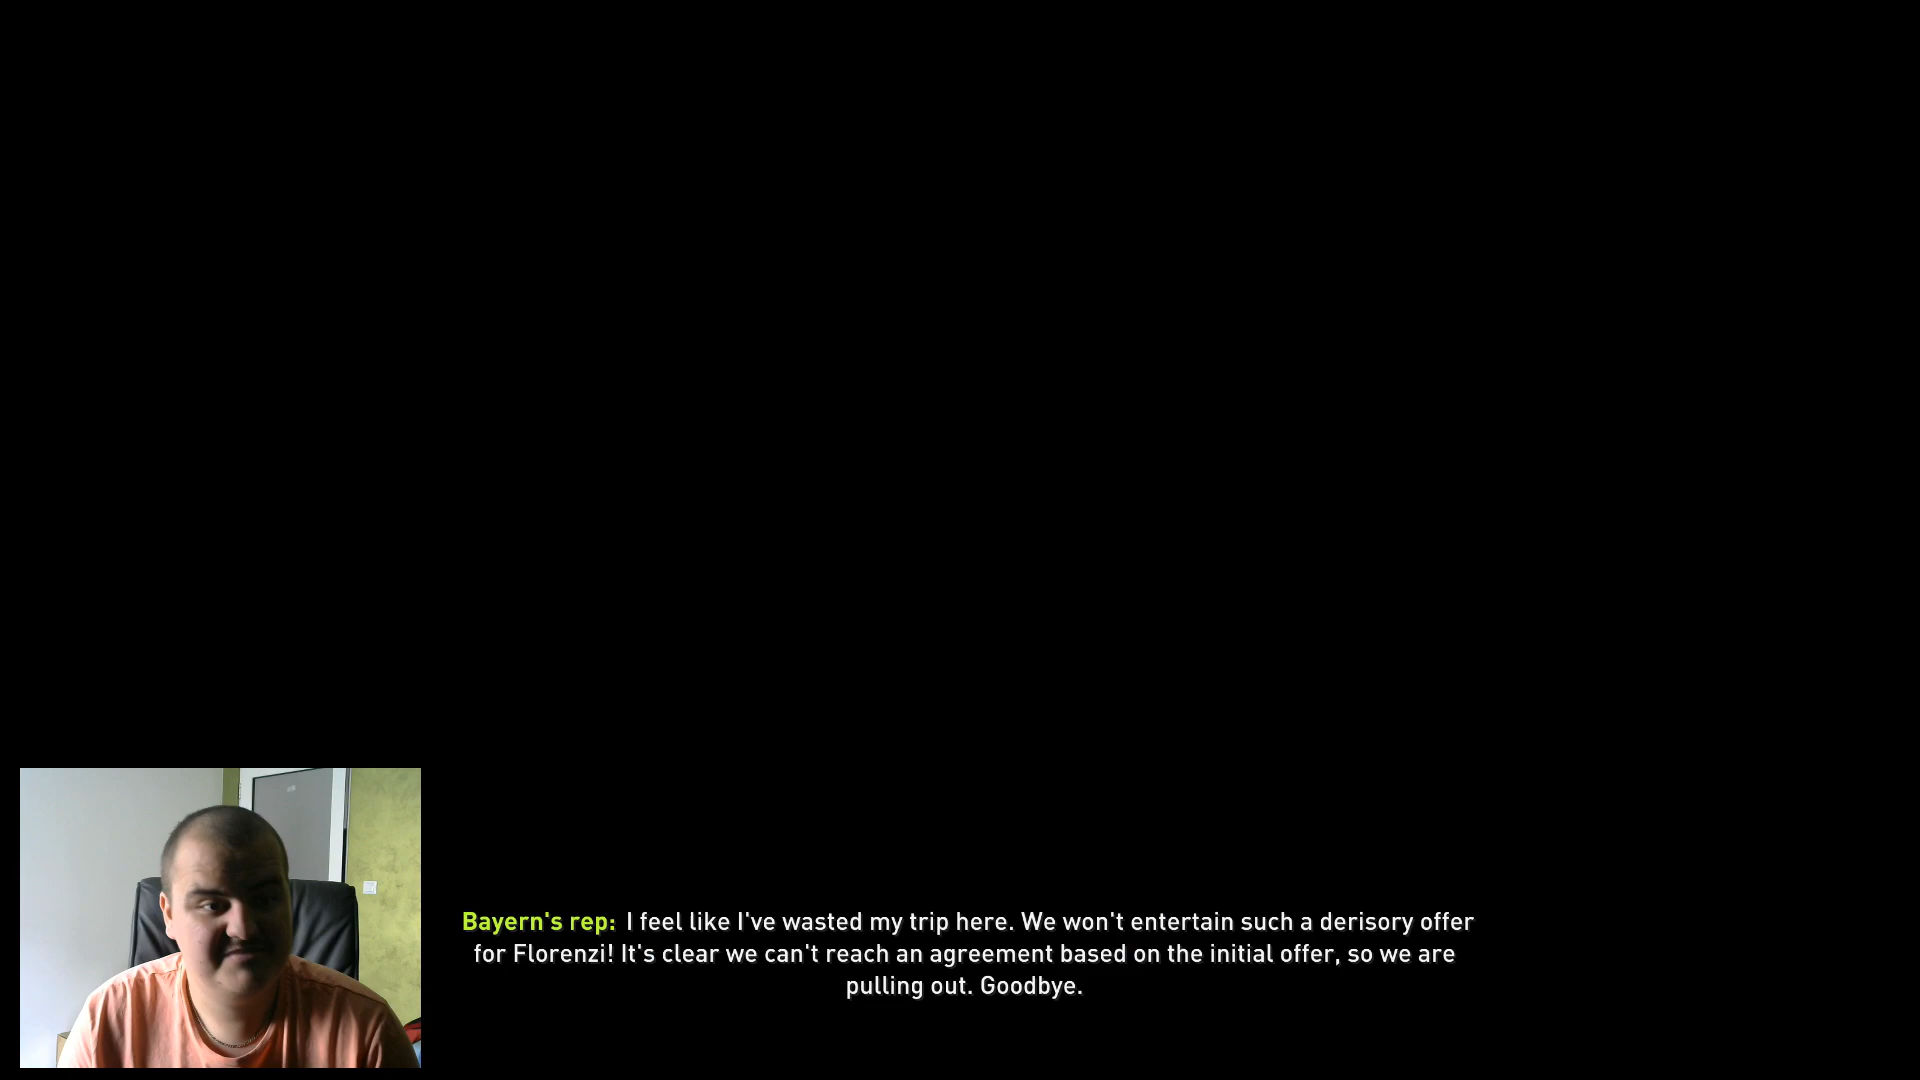 Bayern's rep: I feel like I've wasted my trip here. We won't entertain such a derisory offer
for Florenzi! It's clear we can't reach an agreement based on the initial offer, so we are
pulling out. Goodbye.